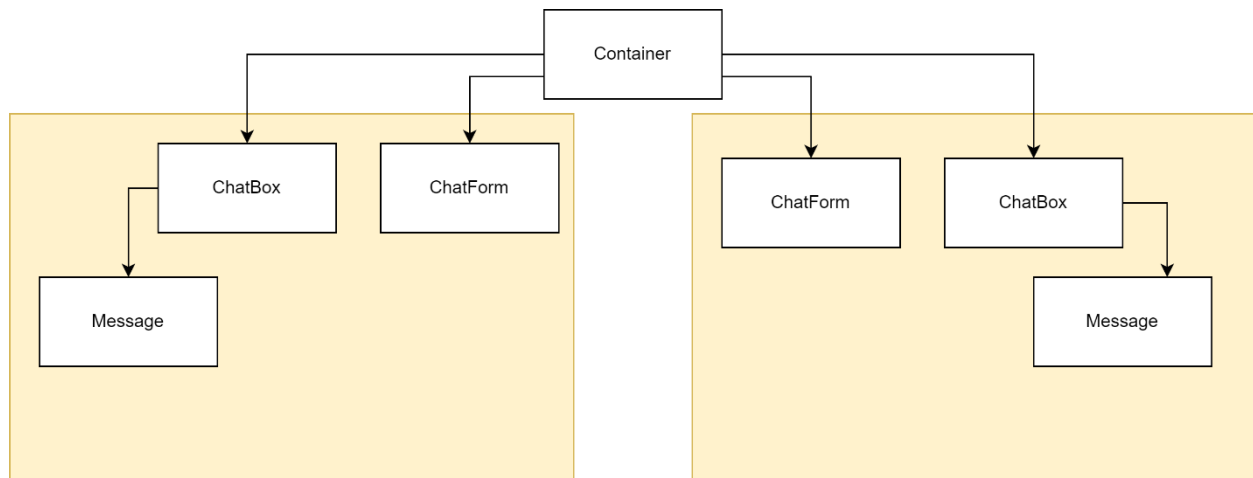 Container
ChatBox
ChatForm
Message
ChatForm
ChatBox
Message